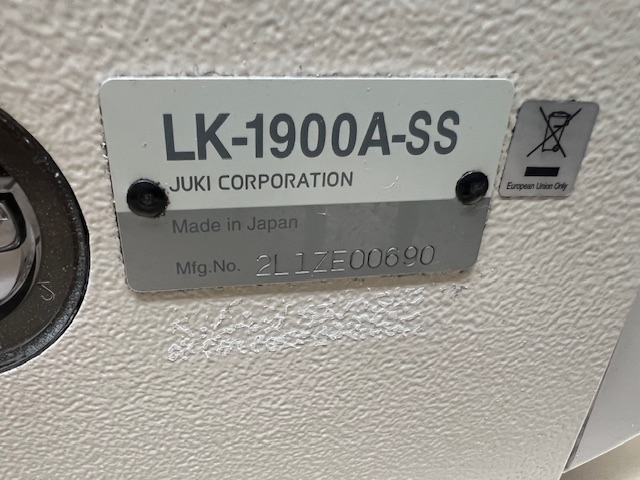 LK-1900A-SS
JUKI CORPORATION
Made in Japan
Mfg.No. 2L1ZE00690
European Union Only